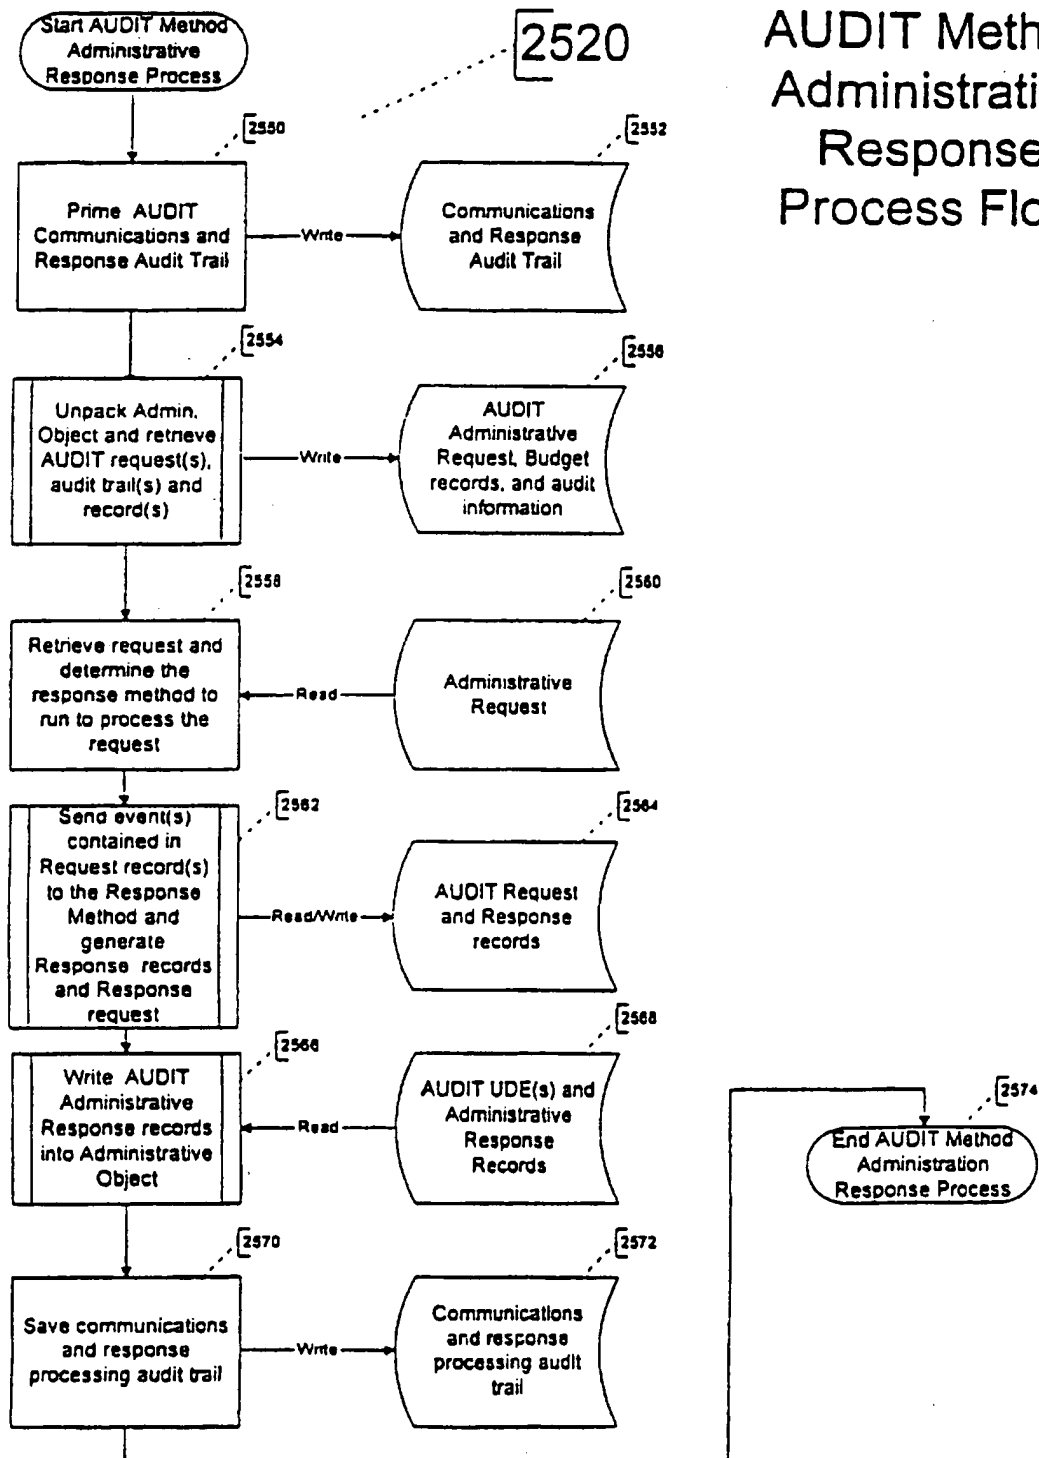 Start AUDIT Method
Administrative
Response Process
2520
AUDIT Meth
Administrati
Response
Process Flo
2550
Prime AUDIT
Communications and
Response Audit Trail
Write
2552
Communications
and Response
Audit Trail
2554
Unpack Admin.
Object and retrieve
AUDIT request(s),
audit trail(s) and
record(s)
Write
2556
AUDIT
Administrative
Request, Budget
records, and audit
information
2558
Retrieve request and
determine the
response method to
run to process the
request
Read
2560
Administrative
Request
2562
Send event(s)
contained in
Request record(s)
to the Response
Method and
generate
Response records
and Response
request
Read/Write
2564
AUDIT Request
and Response
records
2566
Write AUDIT
Administrative
Response records
into Administrative
Object
Read
2568
AUDIT UDE(s) and
Administrative
Response
Records
2570
Save communications
and response
processing audit trail
Write
2572
Communications
and response
processing audit
trail
2574
End AUDIT Method
Administration
Response Process